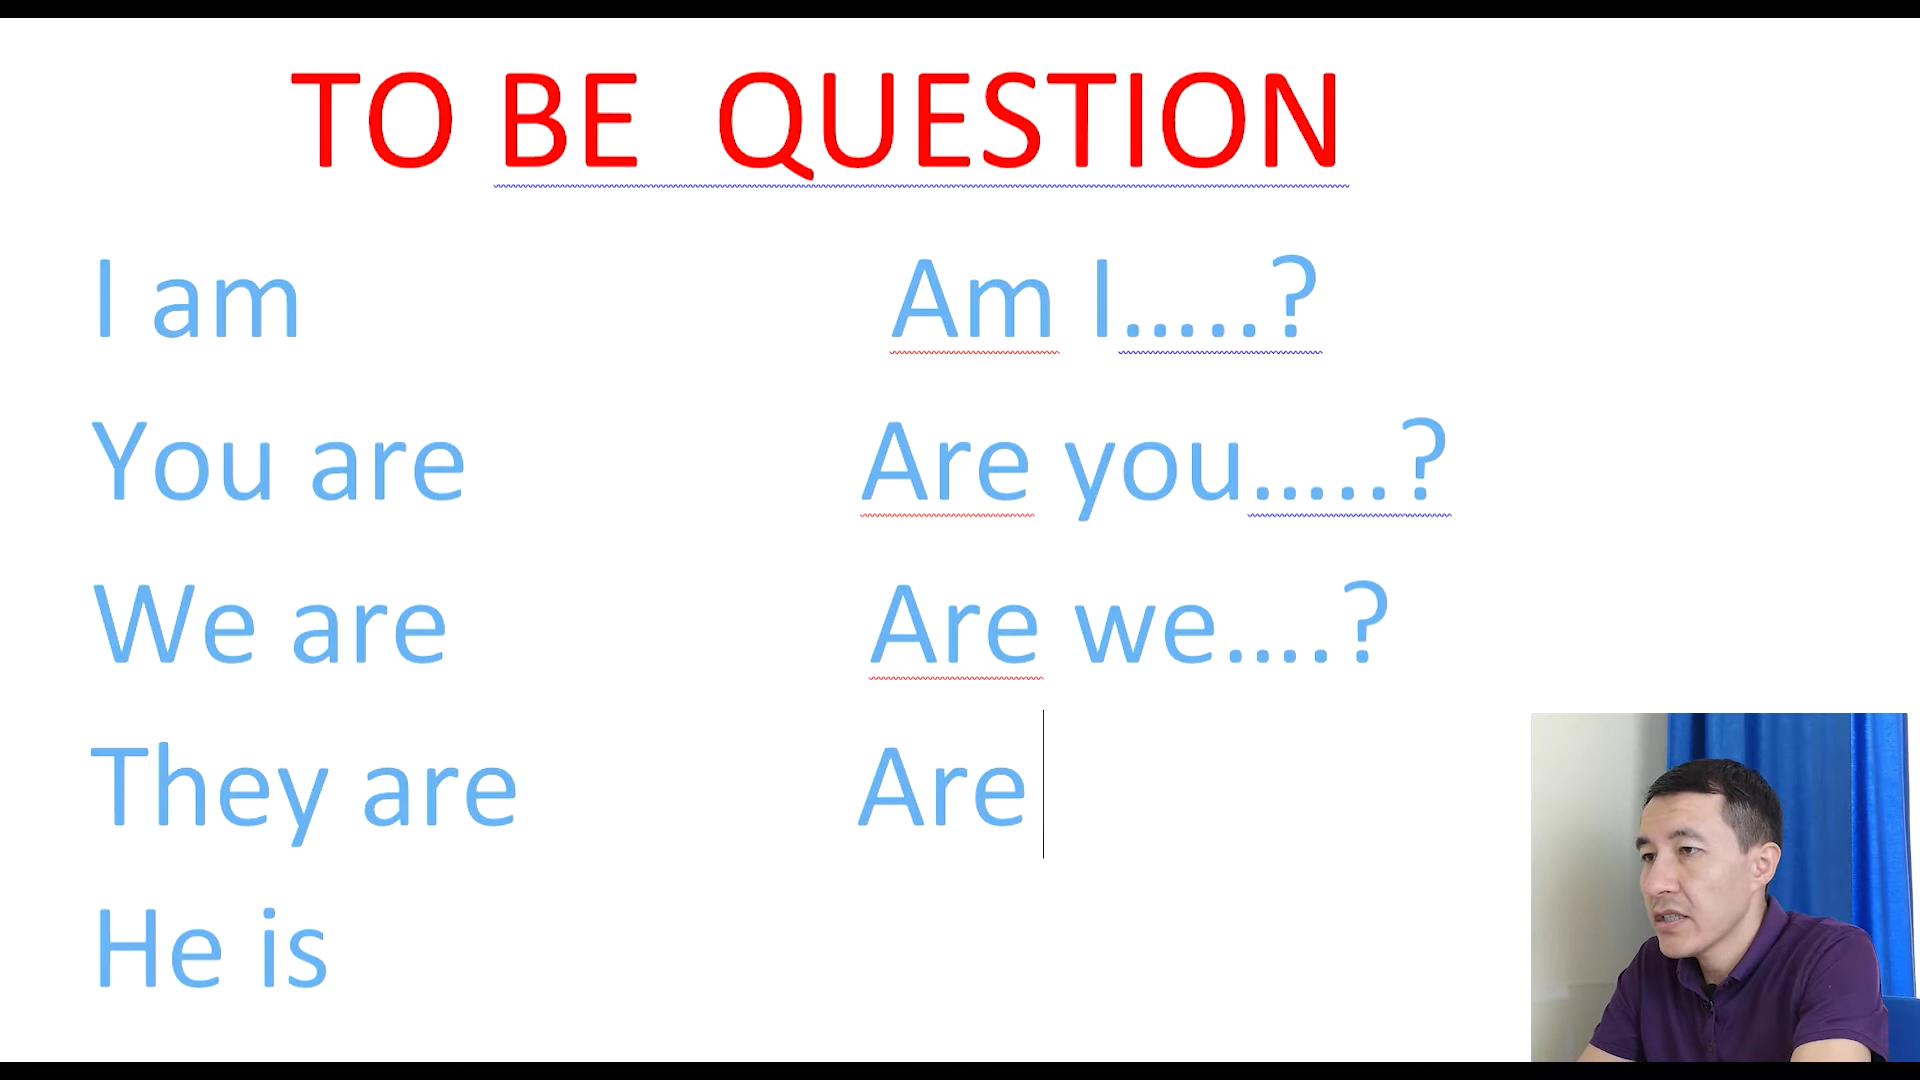 TO BE  QUESTION
I am Am I.....?
You are Are you.....?
We are Are we....?
They are Are
He is